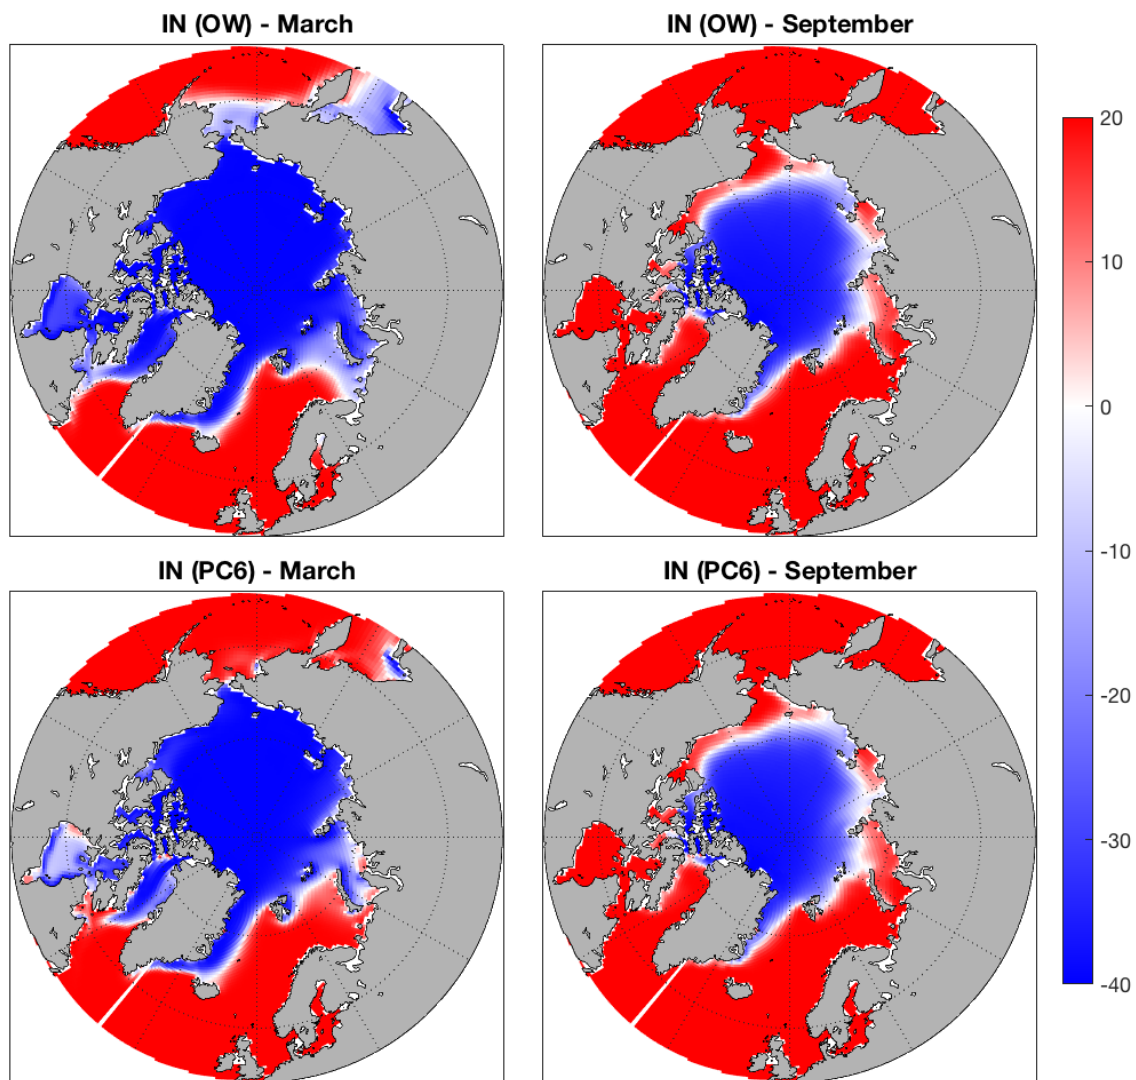 IN (OW) - March
IN (OW) - September
20
10
0
-10
-20
-30
-40
IN (PC6) - March
IN (PC6) - September